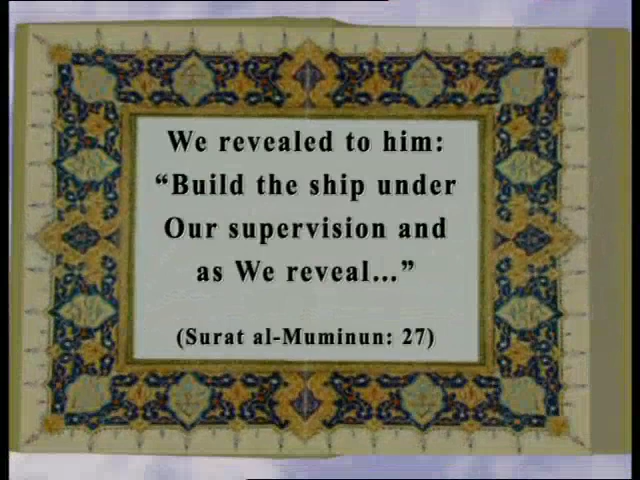 We revealed to him:
“Build the ship under
Our supervision and
as We reveal...”
(Surat al-Muminun: 27)